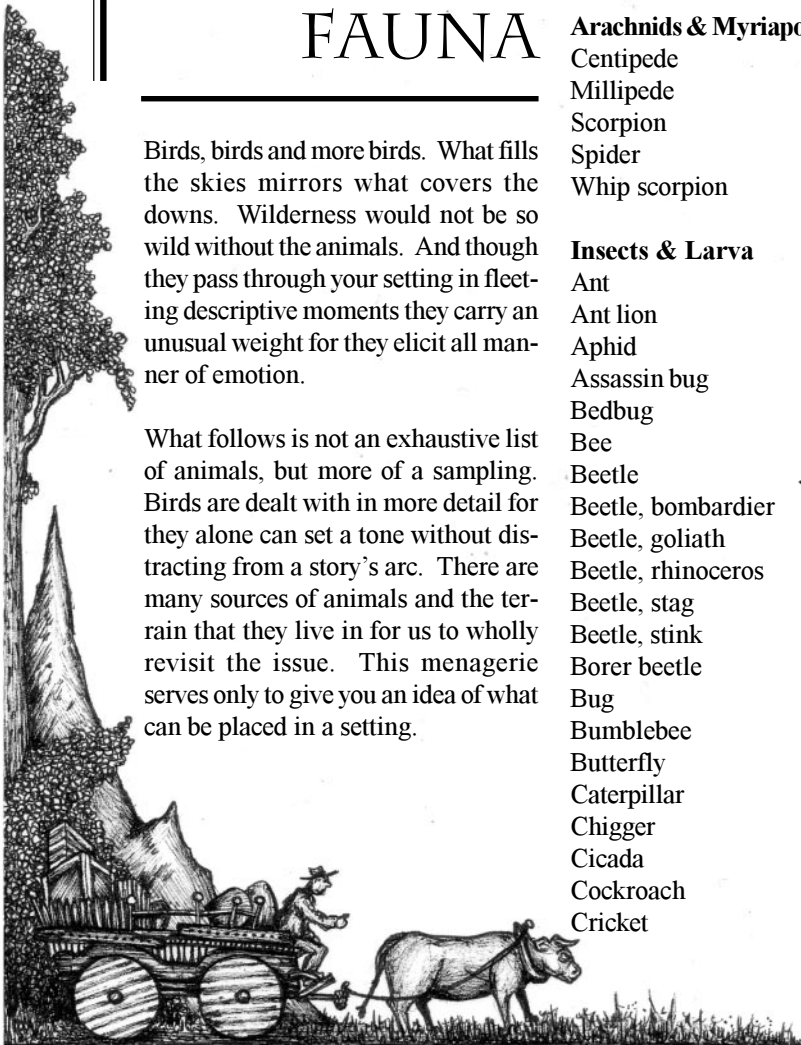 FAUNA
Birds, birds and more birds. What fills
the skies mirrors what covers the
downs. Wilderness would not be so
wild without the animals. And though
they pass through your setting in fleet-
ing descriptive moments they carry an
unusual weight for they elicit all man-
ner of emotion.
What follows is not an exhaustive list
of animals, but more of a sampling.
Birds are dealt with in more detail for
they alone can set a tone without dis-
tracting from a story's arc. There are
many sources of animals and the ter-
rain that they live in for us to wholly
revisit the issue. This menagerie
serves only to give you an idea of what
can be placed in a setting.
Arachnids & Myriapo
Centipede
Millipede
Scorpion
Spider
Whip scorpion
Insects & Larva
Ant
Ant lion
Aphid
Assassin bug
Bedbug
Bee
Beetle
Beetle, bombardier
Beetle, goliath
Beetle, rhinoceros
Beetle, stag
Beetle, stink
Borer beetle
Bug
Bumblebee
Butterfly
Caterpillar
Chigger
Cicada
Cockroach
Cricket